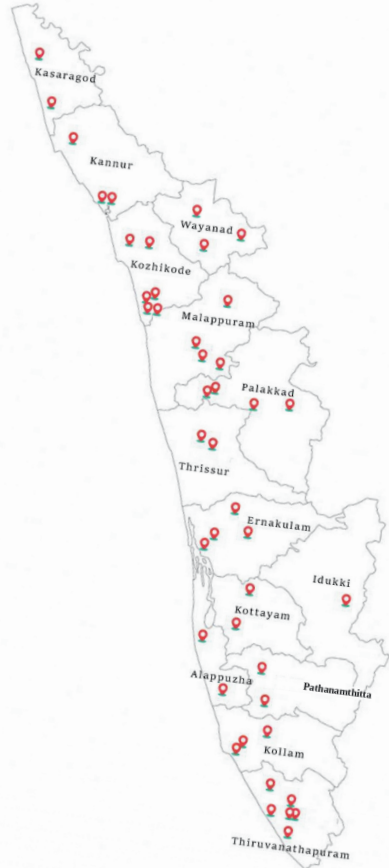 Kasaragod
Kannur
Wayanad
Kozhikode
Malappuram
Palakkad
Thrissur
Ernakulam
Idukki
Kottayam
Alappuzha
Pathanamthitta
Kollam
Thiruvanathapuram